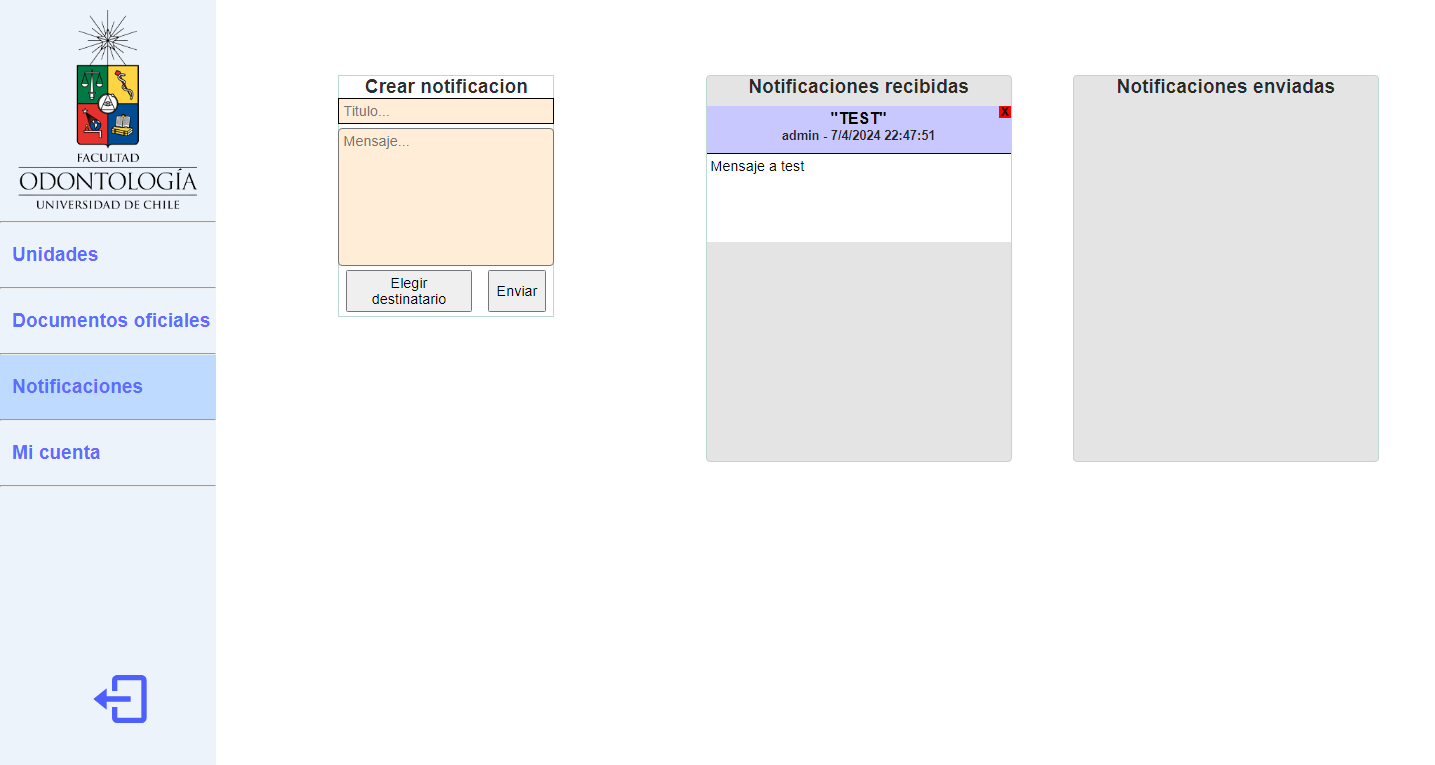 FACULTAD
ODONTOLOGÍA
UNIVERSIDAD DE CHILE
Unidades
Documentos oficiales
Notificaciones
Mi cuenta
Crear notificacion
Titulo...
Mensaje...
Elegir
destinatario
Enviar
Notificaciones recibidas
"TEST"
X
admin - 7/4/2024 22:47:51
Mensaje a test
Notificaciones enviadas